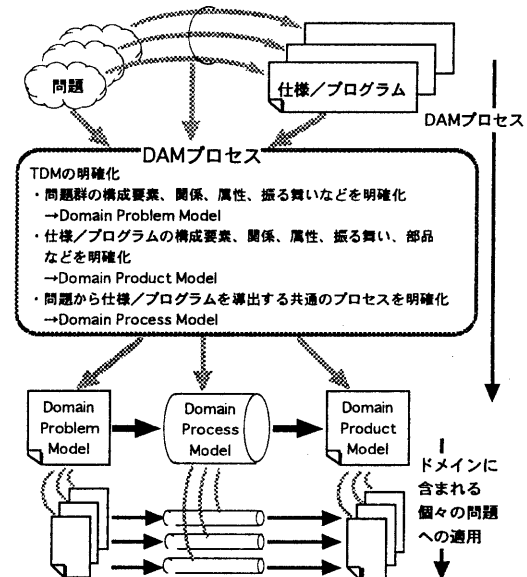 問題
仕様／プログラム
DAMプロセス
DAMプロセス
TDMの明確化
・問題群の構成要素、関係、属性、振る舞いなどを明確化
→Domain Problem Model
・仕様／プログラムの構成要素、関係、属性、振る舞い、部品
などを明確化
→Domain Product Model
・問題から仕様／プログラムを導出する共通のプロセスを明確化
→Domain Process Model
Domain
Problem
Model
Domain
Process
Model
Domain
Product
Model
ドメインに
含まれる
個々の問題
への適用